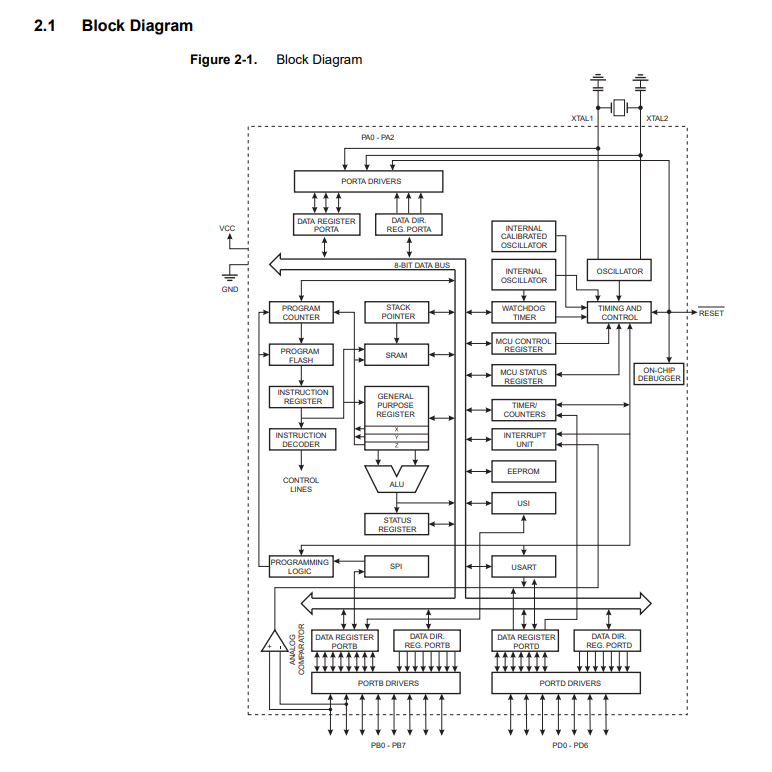 2.1 Block Diagram
Figure 2-1. Block Diagram
XTAL1
XTAL2
PA0 - PA2
PORTA DRIVERS
DATA REGISTER
PORTA
DATA DIR.
REG. PORTA
VCC
GND
8-BIT DATA BUS
INTERNAL
CALIBRATED
OSCILLATOR
INTERNAL
OSCILLATOR
OSCILLATOR
PROGRAM
COUNTER
STACK
POINTER
WATCHDOG
TIMER
TIMING AND
CONTROL
RESET
PROGRAM
FLASH
SRAM
MCU CONTROL
REGISTER
MCU STATUS
REGISTER
ON-CHIP
DEBUGGER
INSTRUCTION
REGISTER
GENERAL
PURPOSE
REGISTER
X
Y
Z
TIMER/
COUNTERS
INSTRUCTION
DECODER
INTERRUPT
UNIT
CONTROL
LINES
ALU
EEPROM
USI
STATUS
REGISTER
PROGRAMMING
LOGIC
SPI
USART
ANALOG
COMPARATOR
+
-
DATA REGISTER
PORTB
DATA DIR.
REG. PORTB
DATA REGISTER
PORTD
DATA DIR.
REG. PORTD
PORTB DRIVERS
PORTD DRIVERS
PB0 - PB7
PD0 - PD6